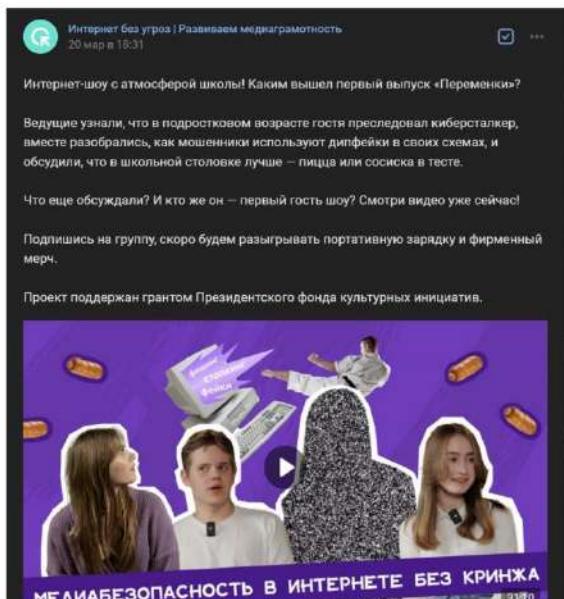 Интернет без угроз | Развиваем медиаграмотность
20 мар в 18:31
Интернет-шоу с атмосферой школы! Каким вышел первый выпуск «Переменки»?
Ведущие узнали, что в подростковом возрасте гостя преследовал киберсталкер,
вместе разобрались, как мошенники используют дипфейки в своих схемах, и
обсудили, что в школьной столовке лучше — пицца или сосиска в тесте.
Что еще обсуждали? И кто же он — первый гость шоу? Смотри видео уже сейчас!
Подпишись на группу, скоро будем разыгрывать портативную зарядку и фирменный
мерч.
Проект поддержан грантом Президентского фонда культурных инициатив.
фишинг
сталкинг
фейки
МЕДИАБЕЗОПАСНОСТЬ В ИНТЕРНЕТЕ БЕЗ КРИНЖА